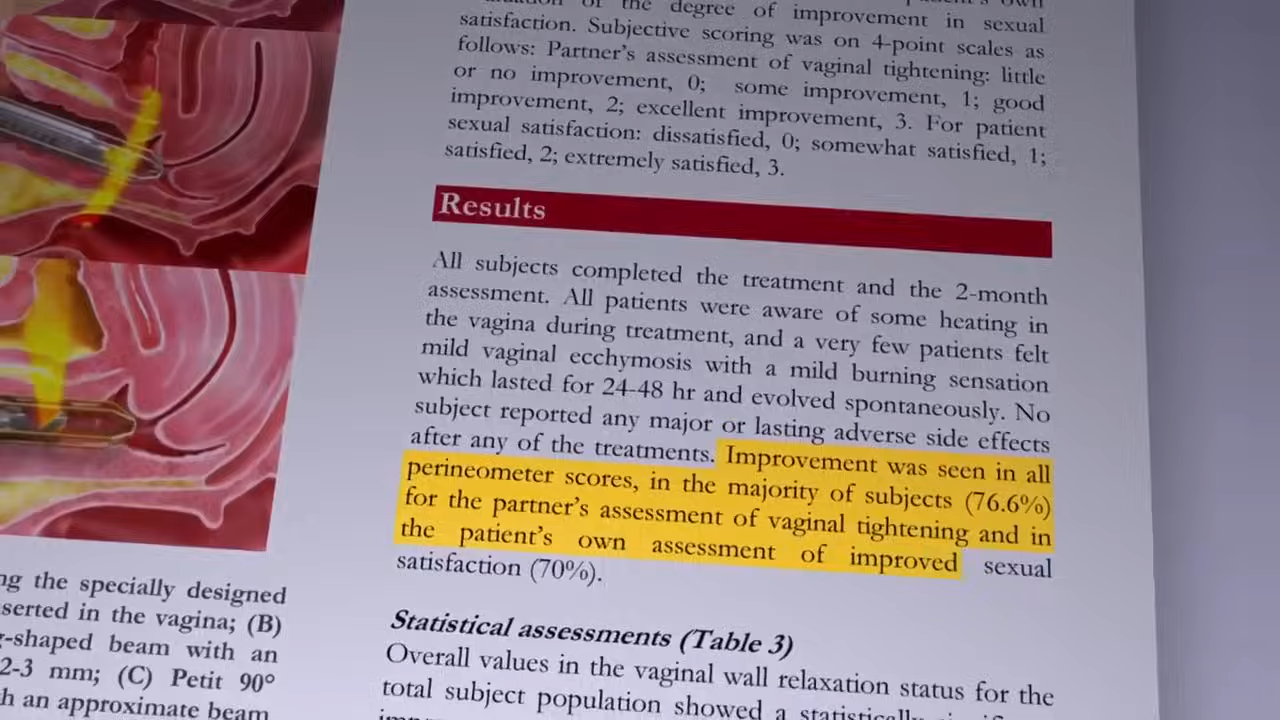 of the degree of improvement in sexual
satisfaction. Subjective scoring was on 4-point scales as
follows: Partner's assessment of vaginal tightening: little
or no improvement, 0; some improvement, 1; good
improvement, 2; excellent improvement, 3. For patient
sexual satisfaction: dissatisfied, 0; somewhat satisfied, 1;
satisfied, 2; extremely satisfied, 3.
Results
All subjects completed the treatment and the 2-month
assessment. All patients were aware of some heating in
the vagina during treatment, and a very few patients felt
mild vaginal ecchymosis with a mild burning sensation
which lasted for 24-48 hr and evolved spontaneously. No
subject reported any major or lasting adverse side effects
after any of the treatments. Improvement was seen in all
perineometer scores, in the majority of subjects (76.6%)
for the partner's assessment of vaginal tightening and in
the patient's own assessment of improved sexual
satisfaction (70%).
Statistical assessments (Table 3)
Overall values in the vaginal wall relaxation status for the
total subject population showed a statistically
ng the specially designed
serted in the vagina; (B)
-shaped beam with an
2-3 mm; (C) Petit 90°
h an approximate beam